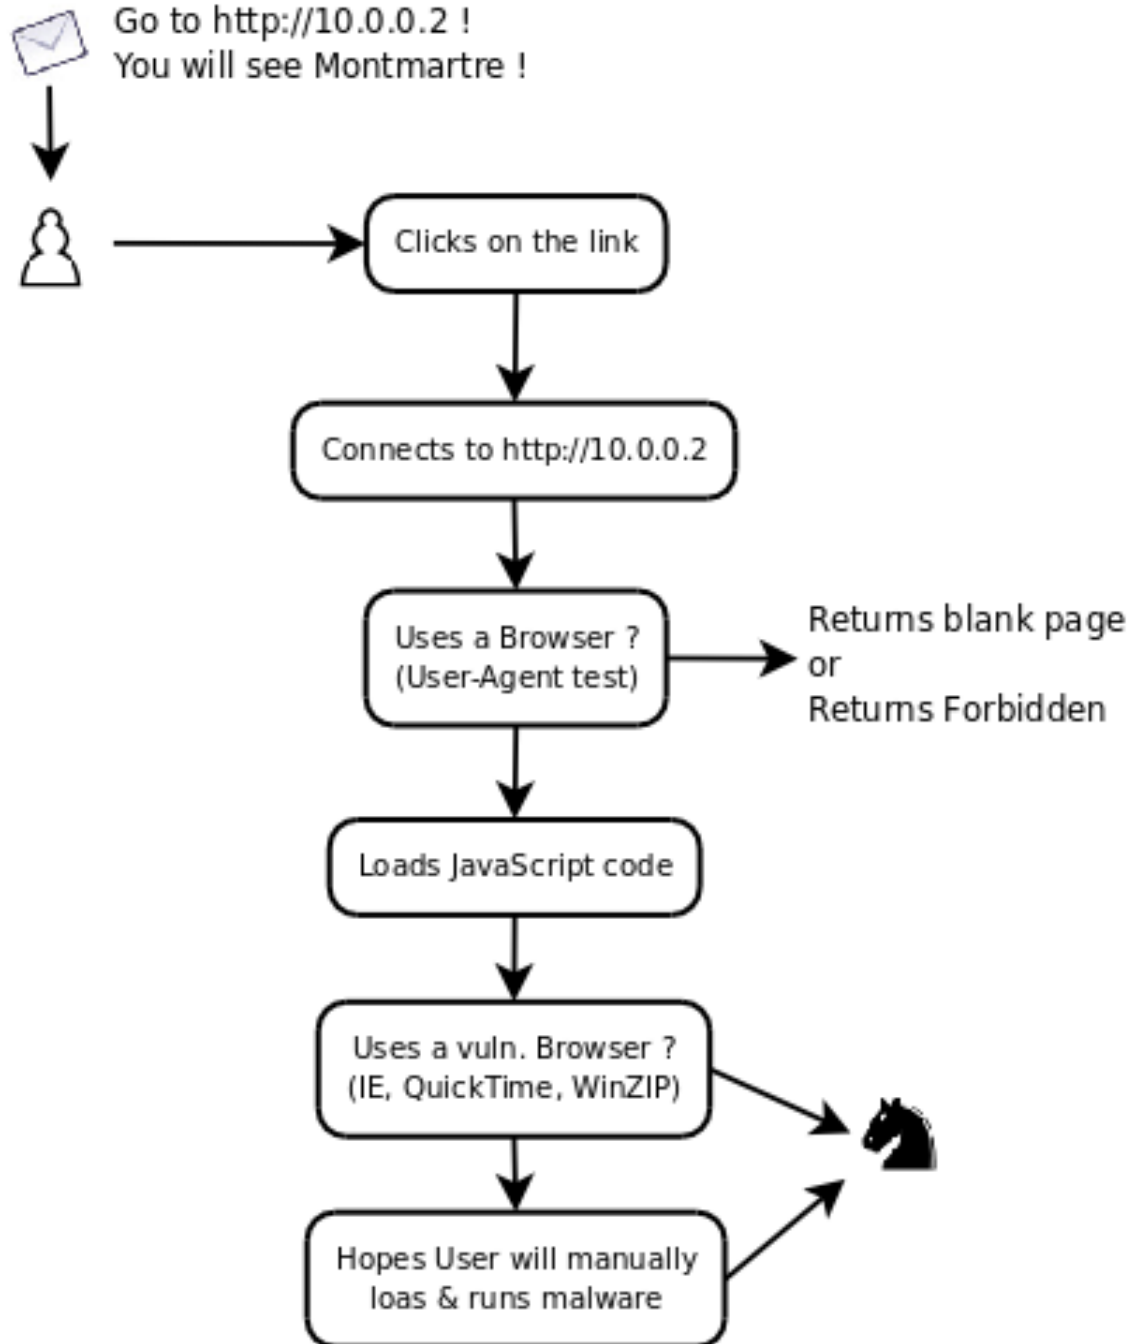 Go to http://10.0.0.2 !
You will see Montmartre !
Clicks on the link
Connects to http://10.0.0.2
Uses a Browser ?
(User-Agent test)
Returns blank page
or
Returns Forbidden
Loads JavaScript code
Uses a vuln. Browser ?
(IE, QuickTime, WinZIP)
Hopes User will manually
loas & runs malware